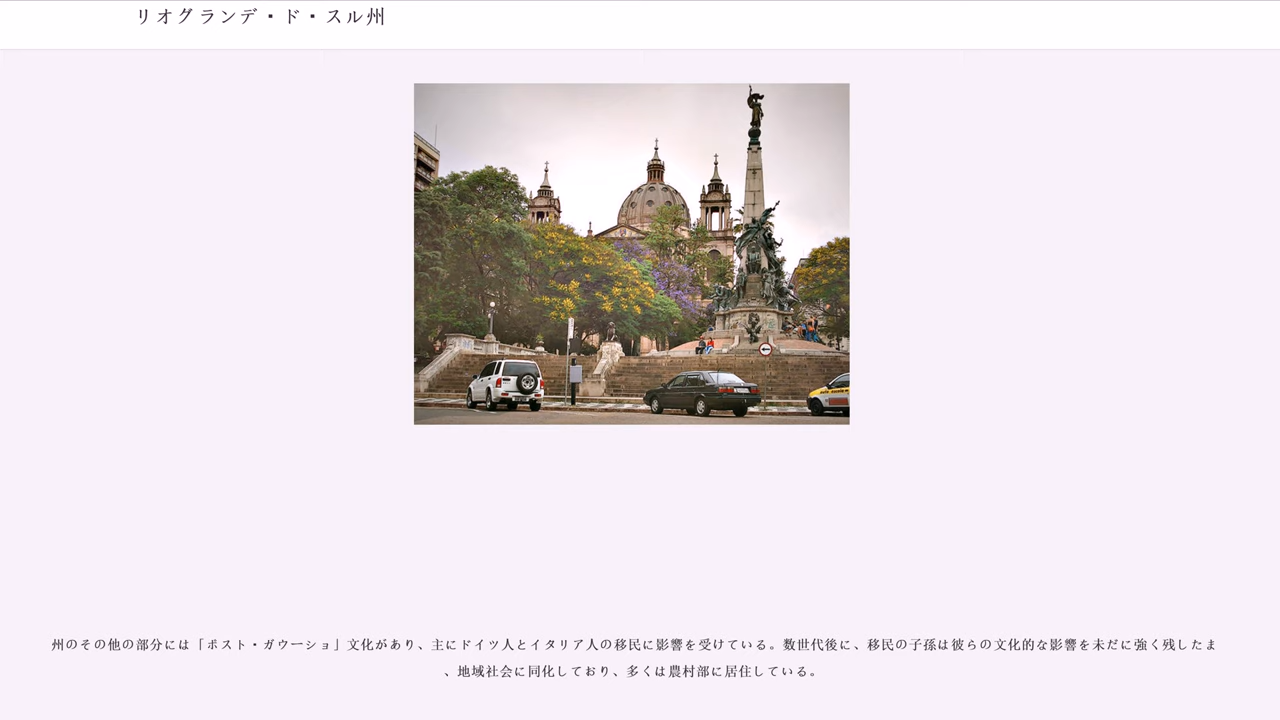 リオグランデ・ド・スル州
州のその他の部分には「ポスト・ガウーショ」文化があり、主にドイツ人とイタリア人の移民に影響を受けている。数世代後に、移民の子孫は彼らの文化的な影響を未だに強く残したま
、地域社会に同化しており、多くは農村部に居住している。